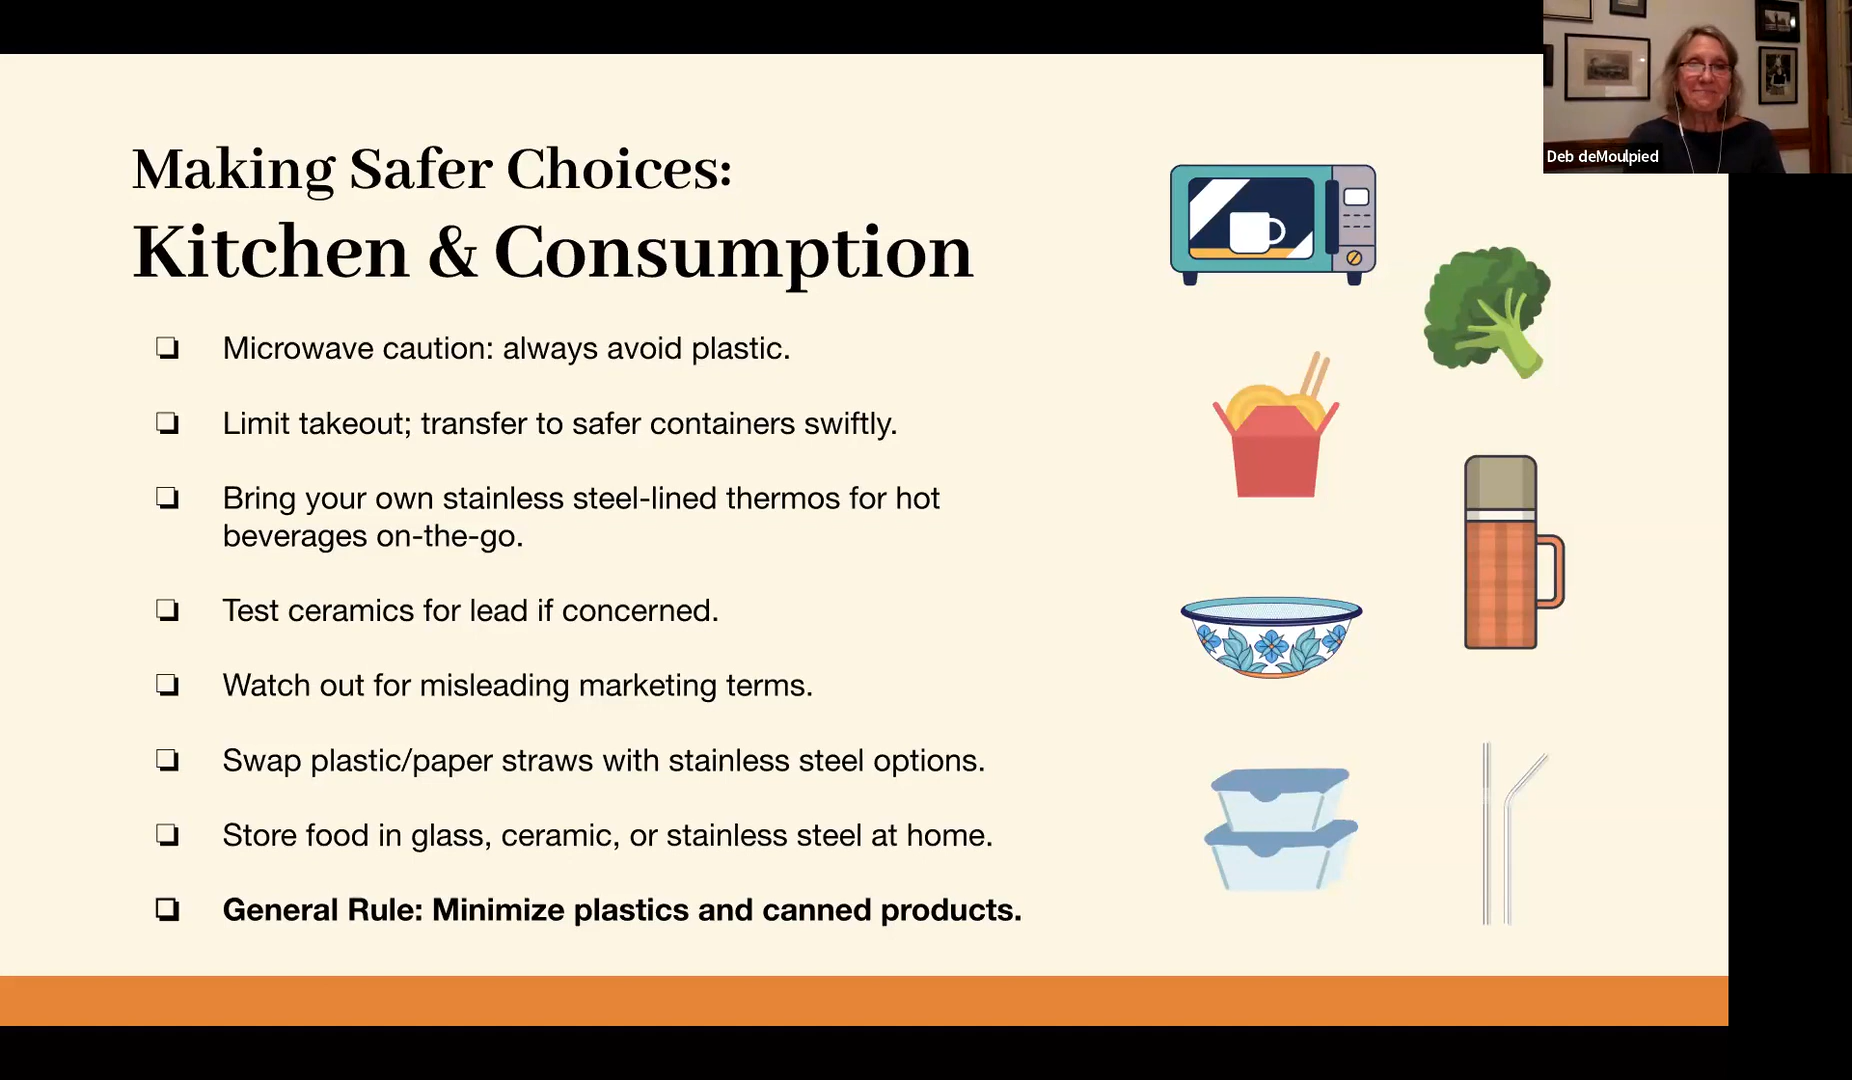 Deb deMoulpied
Making Safer Choices:
Kitchen & Consumption
❏ Microwave caution: always avoid plastic.
❏ Limit takeout; transfer to safer containers swiftly.
❏ Bring your own stainless steel-lined thermos for hot
beverages on-the-go.
❏ Test ceramics for lead if concerned.
❏ Watch out for misleading marketing terms.
❏ Swap plastic/paper straws with stainless steel options.
❏ Store food in glass, ceramic, or stainless steel at home.
❏ General Rule: Minimize plastics and canned products.